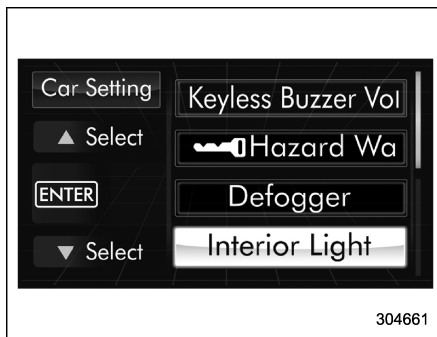 Car Setting
Keyless Buzzer Vol
▲ Select
Hazard Wa
ENTER
Defogger
Interior Light
▼ Select
304661